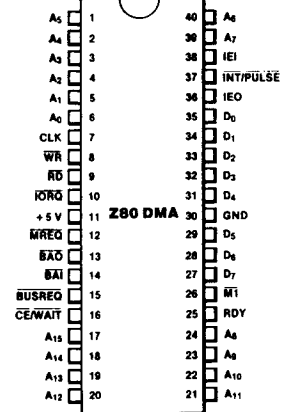 A5 1 40 A6
A4 2 39 A7
A3 3 38 IEI
A2 4 37 INT/PULSE
A1 5 36 IEO
A0 6 35 D0
CLK 7 34 D1
WR 8 33 D2
RD 9 32 D3
IORQ 10 31 D4
+5 V 11 Z80 DMA 30 GND
MREQ 12 29 D5
BAO 13 28 D6
BAI 14 27 D7
BUSREQ 15 26 M1
CE/WAIT 16 25 RDY
A15 17 24 A8
A14 18 23 A9
A13 19 22 A10
A12 20 21 A11